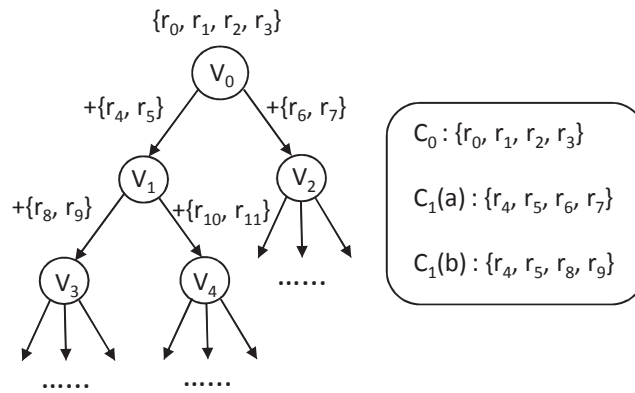 {r0, r1, r2, r3}
V0
+{r4, r5}
+{r6, r7}
V1
V2
+{r8, r9}
+{r10, r11}
V3
V4
......
......
......
C0 : {r0, r1, r2, r3}
C1(a) : {r4, r5, r6, r7}
C1(b) : {r4, r5, r8, r9}